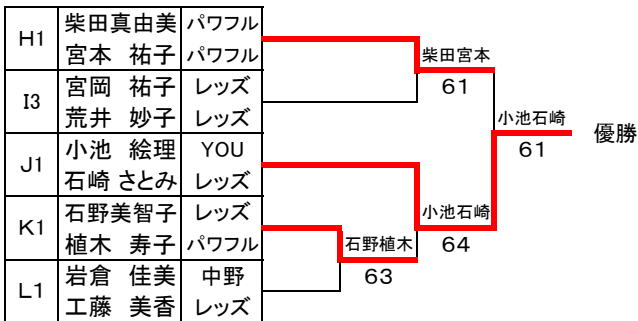 H1 柴田真由美 パワフル
宮本 祐子 パワフル
I3 宮岡 祐子 レッズ
荒井 妙子 レッズ
J1 小池 絵理 YOU
石崎 さとみ レッズ
K1 石野美智子 レッズ
植木 寿子 パワフル
L1 岩倉 佳美 中野
工藤 美香 レッズ
石野植木
63
柴田宮本
61
小池石崎
64
小池石崎
61
優勝